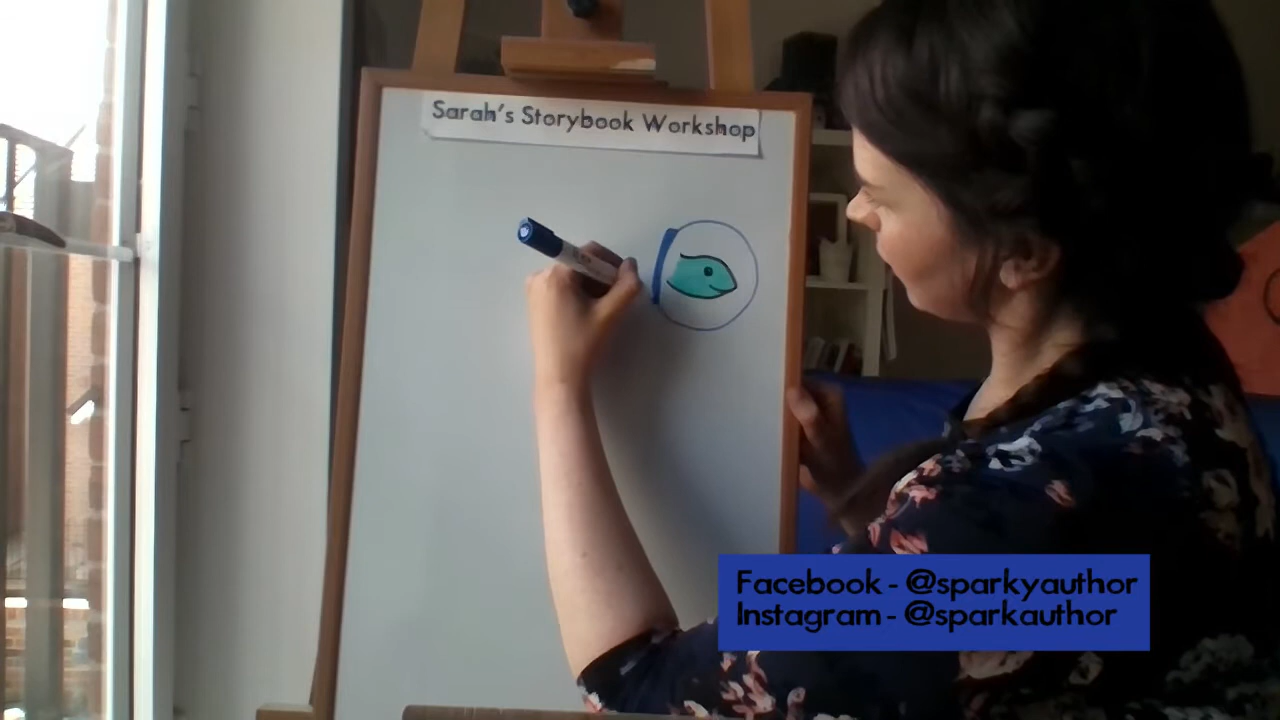 Sarah's Storybook Workshop
Facebook - @sparkyauthor
Instagram - @sparkauthor